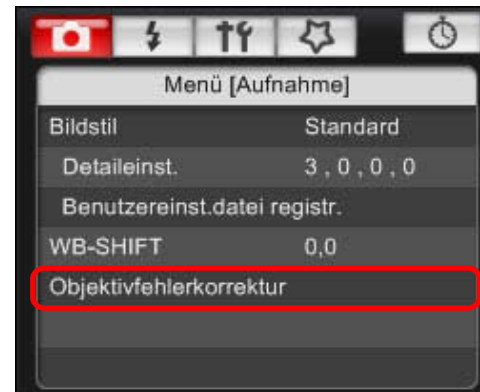 Menü [Aufnahme]
Bildstil Standard
Detaileinst. 3 , 0 , 0 , 0
Benutzereinst.datei registr.
WB-SHIFT 0,0
Objektivfehlerkorrektur